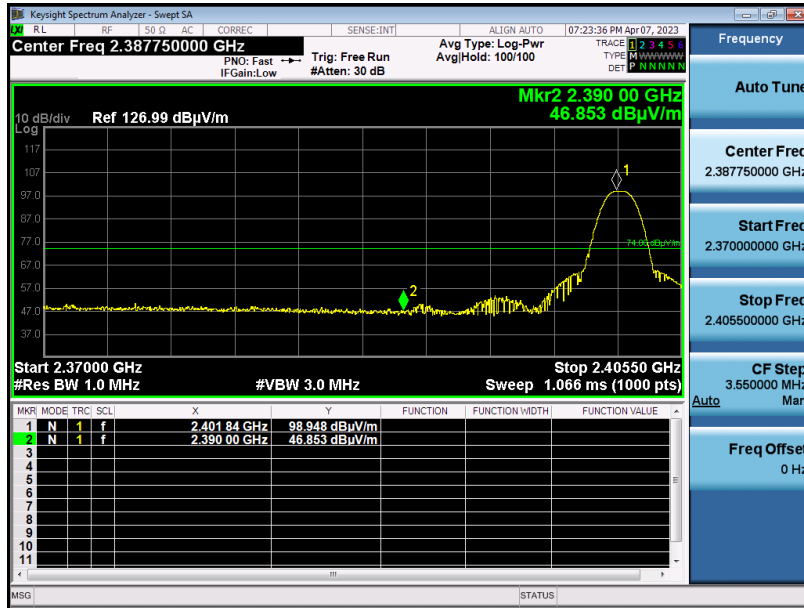 Keysight Spectrum Analyzer - Swept SA
LXI RL RF 50 Ω AC CORREC SENSE:INT ALIGN AUTO 07:23:36 PM Apr 07, 2023
Center Freq 2.387750000 GHz
PNO: Fast
IFGain:Low
Trig: Free Run
#Atten: 30 dB
Avg Type: Log-Pwr
Avg|Hold: 100/100
TRACE 1 2 3 4 5 6
TYPE M W W W W W
DET P N N N N N
Mkr2 2.390 00 GHz
46.853 dBµV/m
10 dB/div Ref 126.99 dBµV/m
Log
117
107
97.0
87.0
77.0
67.0
57.0
47.0
37.0
1
74.00 dBµV/m
2
Start 2.37000 GHz Stop 2.40550 GHz
#Res BW 1.0 MHz #VBW 3.0 MHz Sweep 1.066 ms (1000 pts)
MKR MODE TRC SCL X Y FUNCTION FUNCTION WIDTH FUNCTION VALUE
1 N 1 f 2.401 84 GHz 98.948 dBµV/m
2 N 1 f 2.390 00 GHz 46.853 dBµV/m
3
4
5
6
7
8
9
10
11
MSG STATUS
Frequency
Auto Tune
Center Freq
2.387750000 GHz
Start Freq
2.370000000 GHz
Stop Freq
2.405500000 GHz
CF Step
3.550000 MHz
Auto Man
Freq Offset
0 Hz